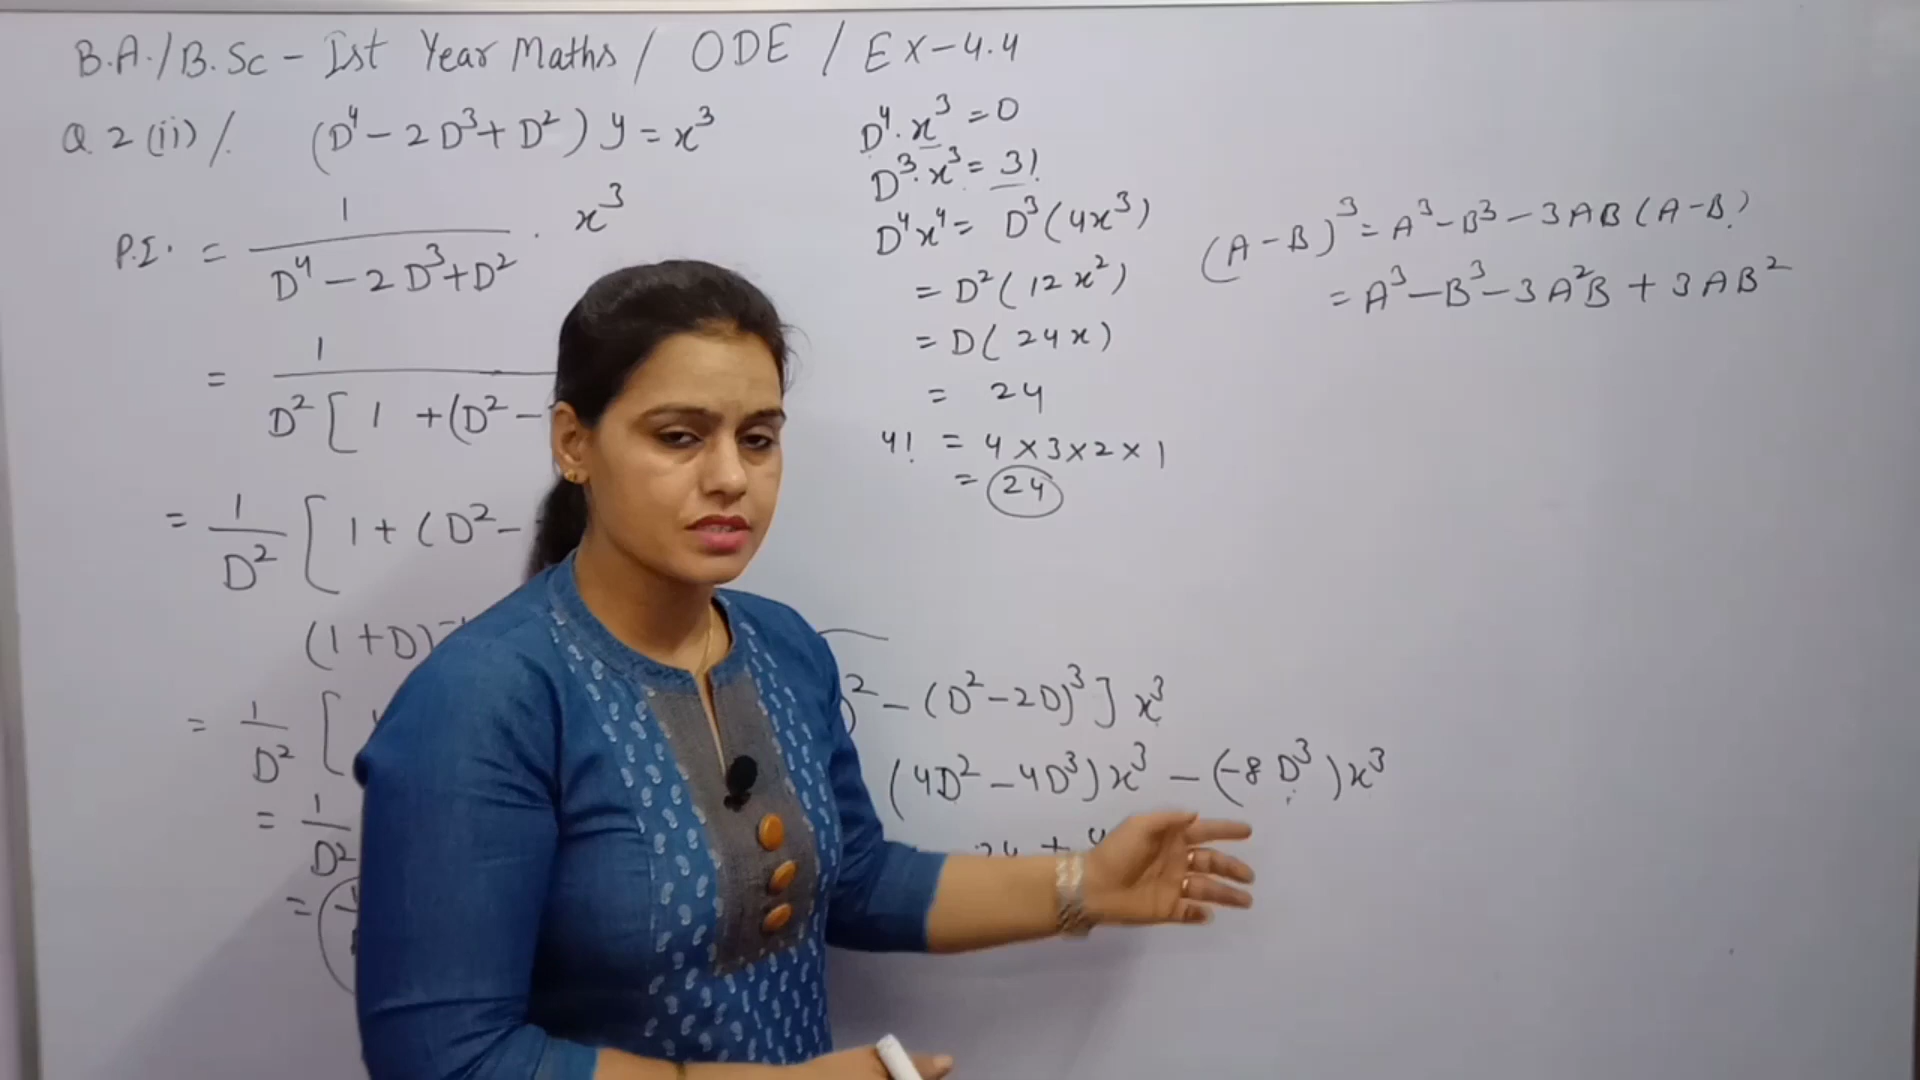 B.A./B.Sc - Ist Year Maths / ODE / EX-4.4
Q 2 (ii) /. (D⁴ - 2D³ + D²) y = x³
P.I. = 1 / (D⁴ - 2D³ + D²) . x³
= 1 / D² [ 1 + (D² -
= 1/D² [ 1 + (D² -
(1 + D)⁻¹
= 1/D² [
= 1/D²
=
D⁴. x³ = 0
D³. x³ = 3!
D⁴x⁴ = D³(4x³)
= D²(12x²)
= D(24x)
= 24
4! = 4 × 3 × 2 × 1
= 24
(A - B)³ = A³ - B³ - 3AB(A - B)
= A³ - B³ - 3A²B + 3AB²
² - (D² - 2D)³] x³
(4D² - 4D³)x³ - (-8D³)x³
24 +